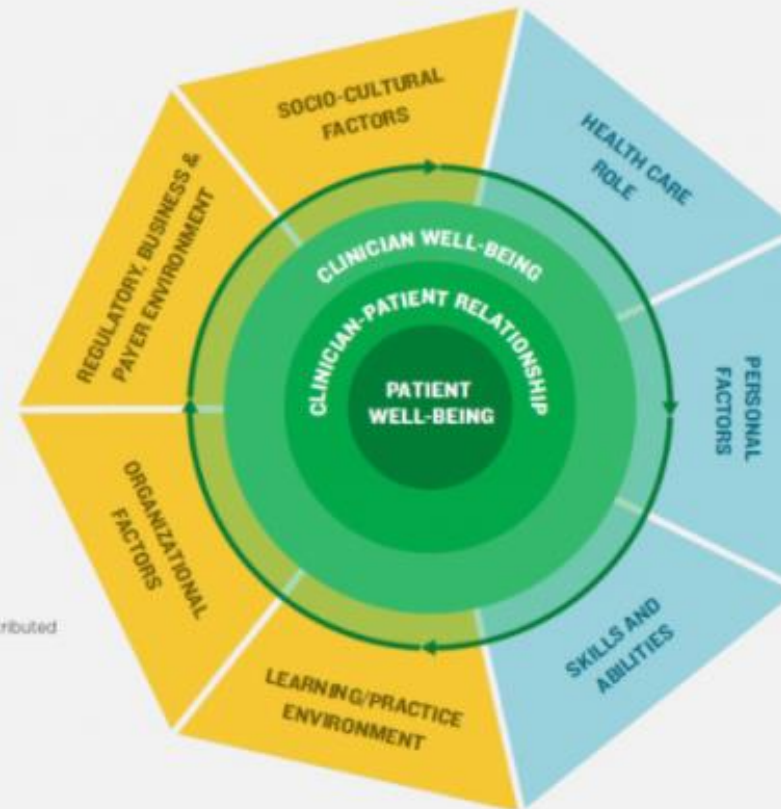 SOCIO-CULTURAL
FACTORS
HEALTH CARE
ROLE
REGULATORY, BUSINESS &
PAYER ENVIRONMENT
CLINICIAN WELL-BEING
CLINICIAN-PATIENT RELATIONSHIP
PATIENT
WELL-BEING
PERSONAL
FACTORS
ORGANIZATIONAL
FACTORS
SKILLS AND
ABILITIES
LEARNING/PRACTICE
ENVIRONMENT